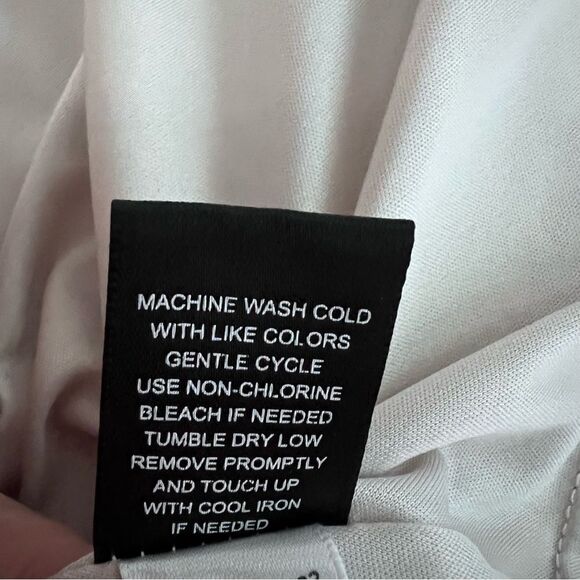 MACHINE WASH COLD
WITH LIKE COLORS
GENTLE CYCLE
USE NON-CHLORINE
BLEACH IF NEEDED
TUMBLE DRY LOW
REMOVE PROMPTLY
AND TOUCH UP
WITH COOL IRON
IF NEEDED